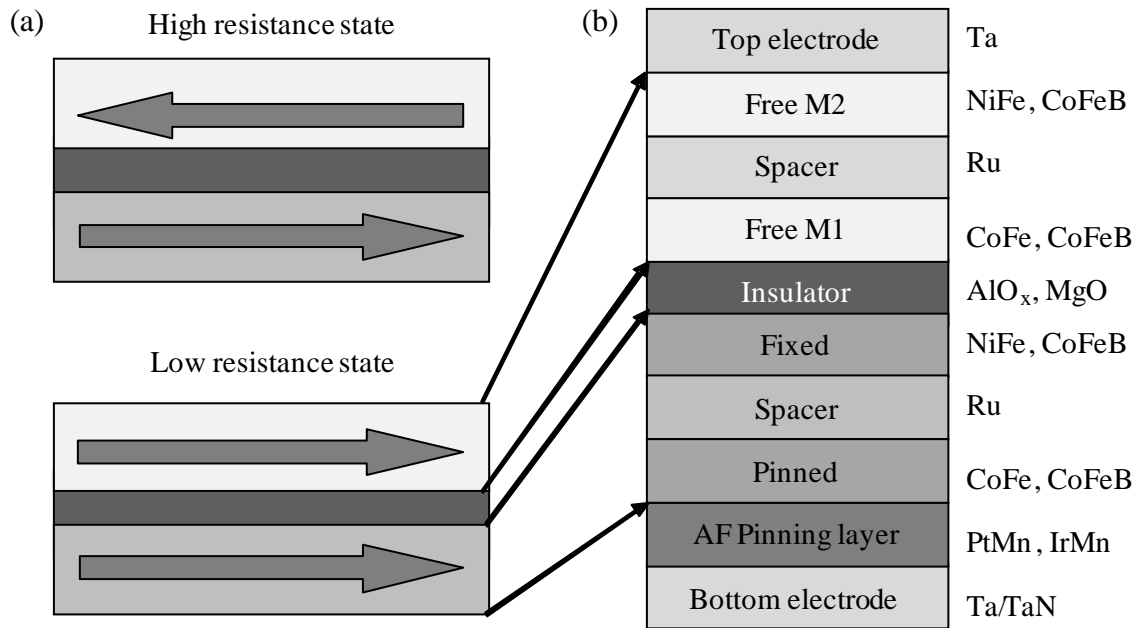 (a)
High resistance state
Low resistance state
(b)
Top electrode Ta
Free M2 NiFe, CoFeB
Spacer Ru
Free M1 CoFe, CoFeB
Insulator AlOx, MgO
Fixed NiFe, CoFeB
Spacer Ru
Pinned CoFe, CoFeB
AF Pinning layer PtMn, IrMn
Bottom electrode Ta/TaN